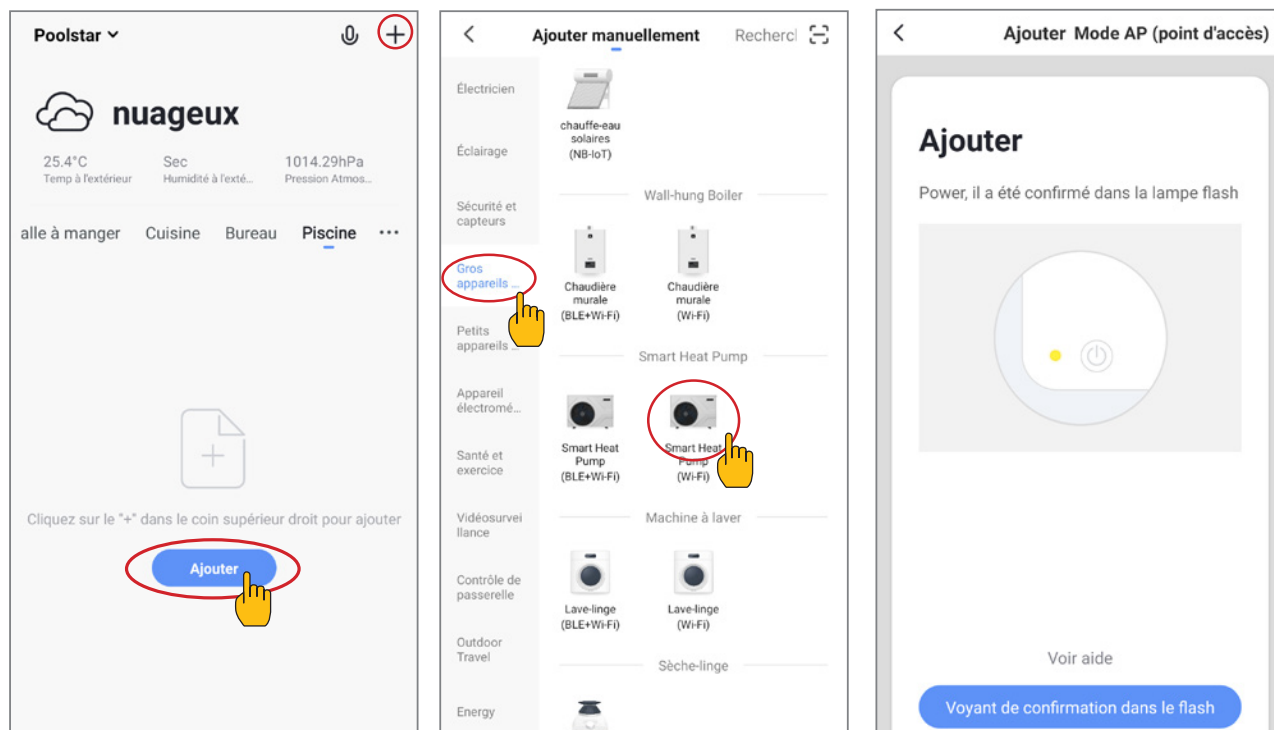 Poolstar
nuageux
25.4°C
Sec
1014.29hPa
Temp à l'extérieur
Humidité à l'exté...
Pression Atmos...
alle à manger
Cuisine
Bureau
Piscine
Cliquez sur le "+" dans le coin supérieur droit pour ajouter
Ajouter
Ajouter manuellement
Rechercl
Électricien
Éclairage
Sécurité et
capteurs
Gros
appareils ...
Petits
appareils ...
Appareil
électromé...
Santé et
exercice
Vidéosurvei
llance
Contrôle de
passerelle
Outdoor
Travel
Energy
chauffe-eau
solaires
(NB-IoT)
Wall-hung Boiler
Chaudière
murale
(BLE+Wi-Fi)
Chaudière
murale
(Wi-Fi)
Smart Heat Pump
Smart Heat
Pump
(BLE+Wi-Fi)
Smart Heat
Pump
(Wi-Fi)
Machine à laver
Lave-linge
(BLE+Wi-Fi)
Lave-linge
(Wi-Fi)
Sèche-linge
Ajouter Mode AP (point d'accès)
Ajouter
Power, il a été confirmé dans la lampe flash
Voir aide
Voyant de confirmation dans le flash